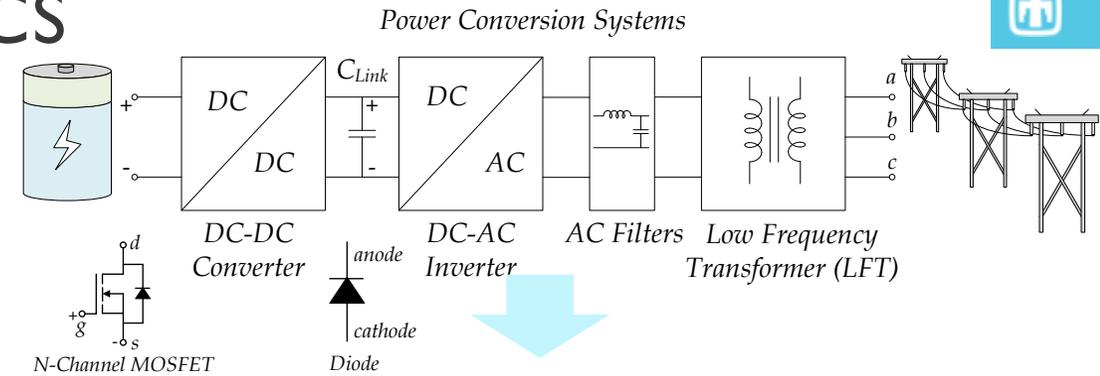 CS
Power Conversion Systems
+
-
DC
DC
C_Link
+
-
DC
AC
a
b
c
DC-DC
Converter
DC-AC
Inverter
AC Filters
Low Frequency
Transformer (LFT)
d
+
g
-
s
N-Channel MOSFET
anode
cathode
Diode